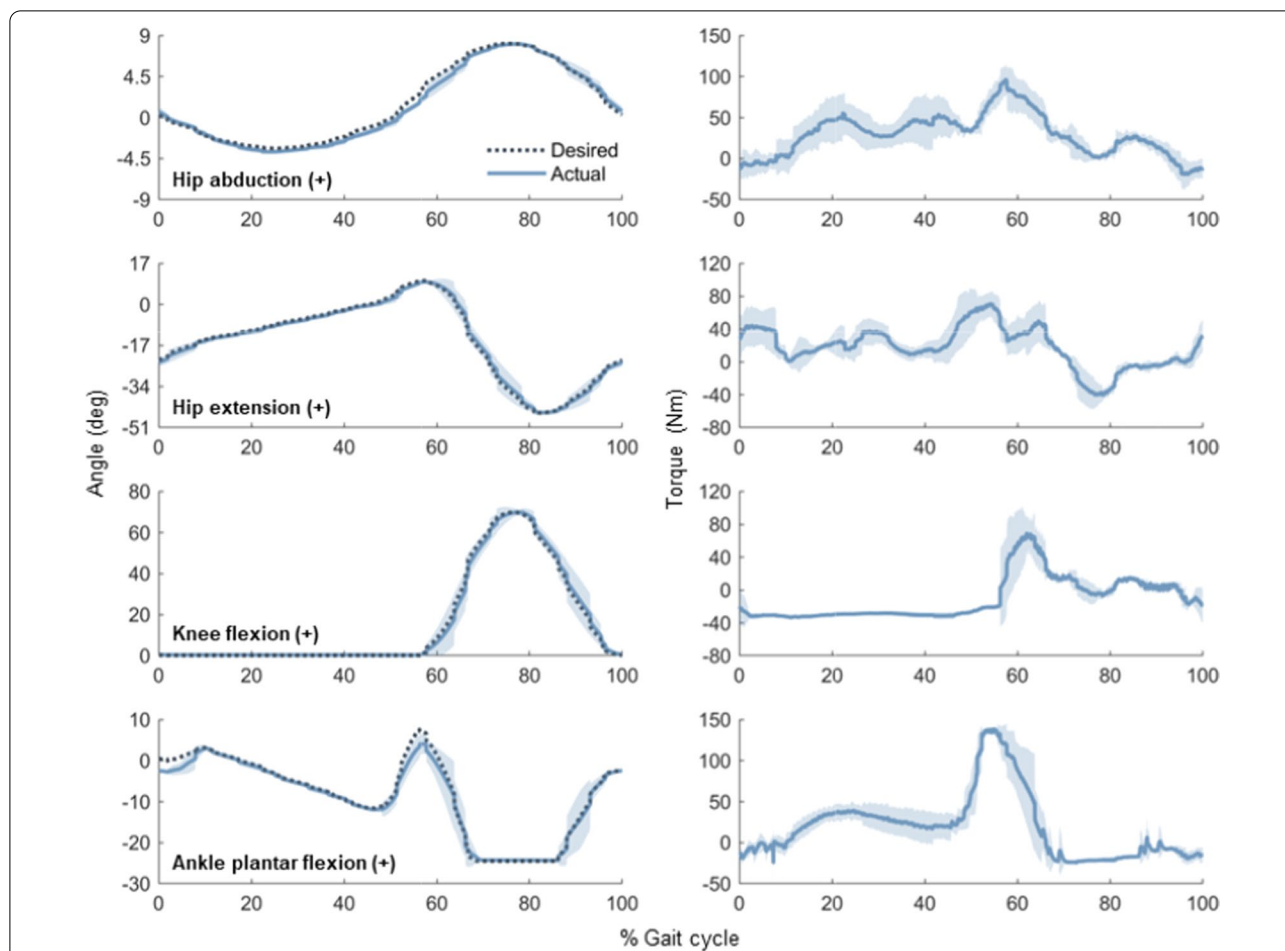 9
4.5
0
-4.5
-9
Desired
Actual
Hip abduction (+)
0 20 40 60 80 100
150
100
50
0
-50
0 20 40 60 80 100
17
0
-17
-34
-51
Hip extension (+)
0 20 40 60 80 100
120
80
40
0
-40
-80
0 20 40 60 80 100
Angle (deg)
Torque (Nm)
80
60
40
20
0
Knee flexion (+)
0 20 40 60 80 100
120
80
40
0
-40
-80
0 20 40 60 80 100
10
0
-10
-20
-30
Ankle plantar flexion (+)
0 20 40 60 80 100
150
100
50
0
-50
0 20 40 60 80 100
% Gait cycle